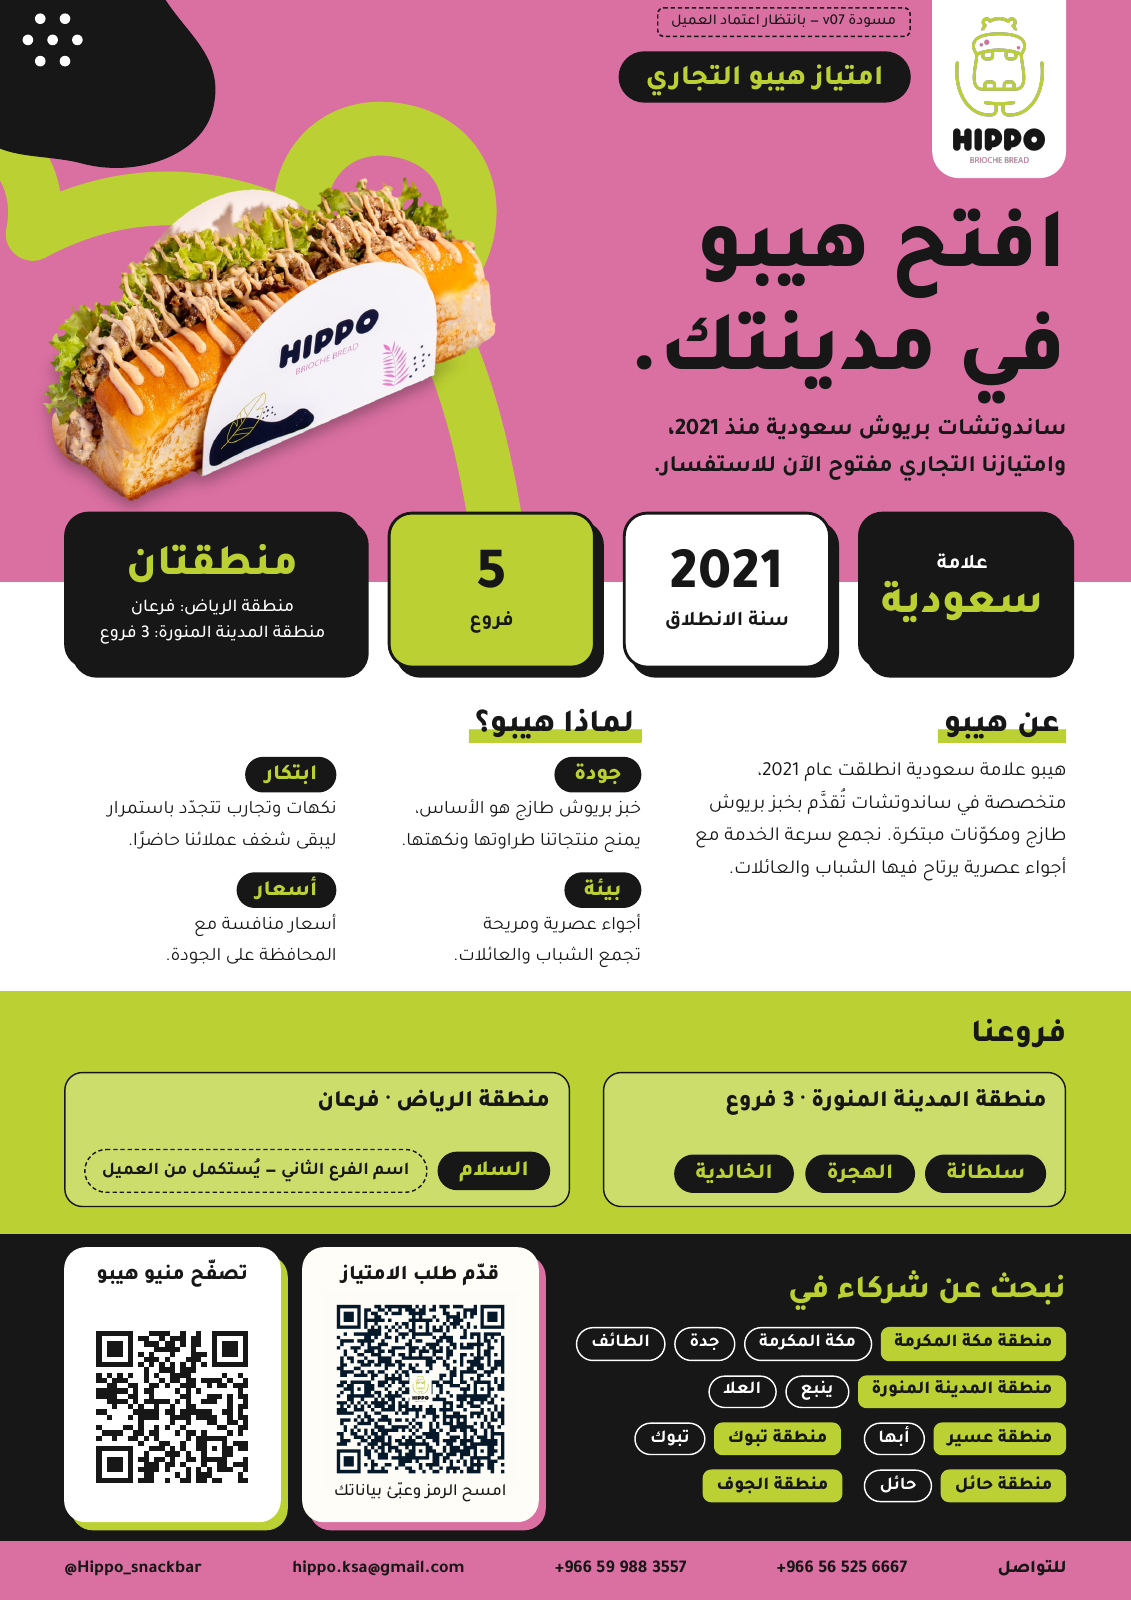 مسودة v07 – بانتظار اعتماد العميل
امتياز هيبو التجاري
HIPPO
BRIOCHE BREAD
افتح هيبو
في مدينتك.
ساندوتشات بريوش سعودية منذ 2021،
وامتيازنا التجاري مفتوح الآن للاستفسار.
HIPPO
BRIOCHE BREAD
علامة
سعودية
2021
سنة الانطلاق
5
فروع
منطقتان
منطقة الرياض: فرعان
منطقة المدينة المنورة: 3 فروع
عن هيبو
هيبو علامة سعودية انطلقت عام 2021،
متخصصة في ساندوتشات تُقدَّم بخبز بريوش
طازج ومكوّنات مبتكرة. نجمع سرعة الخدمة مع
أجواء عصرية يرتاح فيها الشباب والعائلات.
لماذا هيبو؟
جودة
خبز بريوش طازج هو الأساس،
يمنح منتجاتنا طراوتها ونكهتها.
ابتكار
نكهات وتجارب تتجدّد باستمرار
ليبقى شغف عملائنا حاضرًا.
بيئة
أجواء عصرية ومريحة
تجمع الشباب والعائلات.
أسعار
أسعار منافسة مع
المحافظة على الجودة.
فروعنا
منطقة المدينة المنورة · 3 فروع
سلطانة الهجرة الخالدية
منطقة الرياض · فرعان
السلام اسم الفرع الثاني – يُستكمل من العميل
نبحث عن شركاء في
منطقة مكة المكرمة مكة المكرمة جدة الطائف
منطقة المدينة المنورة ينبع العلا
منطقة عسير أبها منطقة تبوك تبوك
منطقة حائل حائل منطقة الجوف
قدّم طلب الامتياز
HIPPO
امسح الرمز وعبّئ بياناتك
تصفّح منيو هيبو
للتواصل +966 56 525 6667 +966 59 988 3557 hippo.ksa@gmail.com @Hippo_snackbar